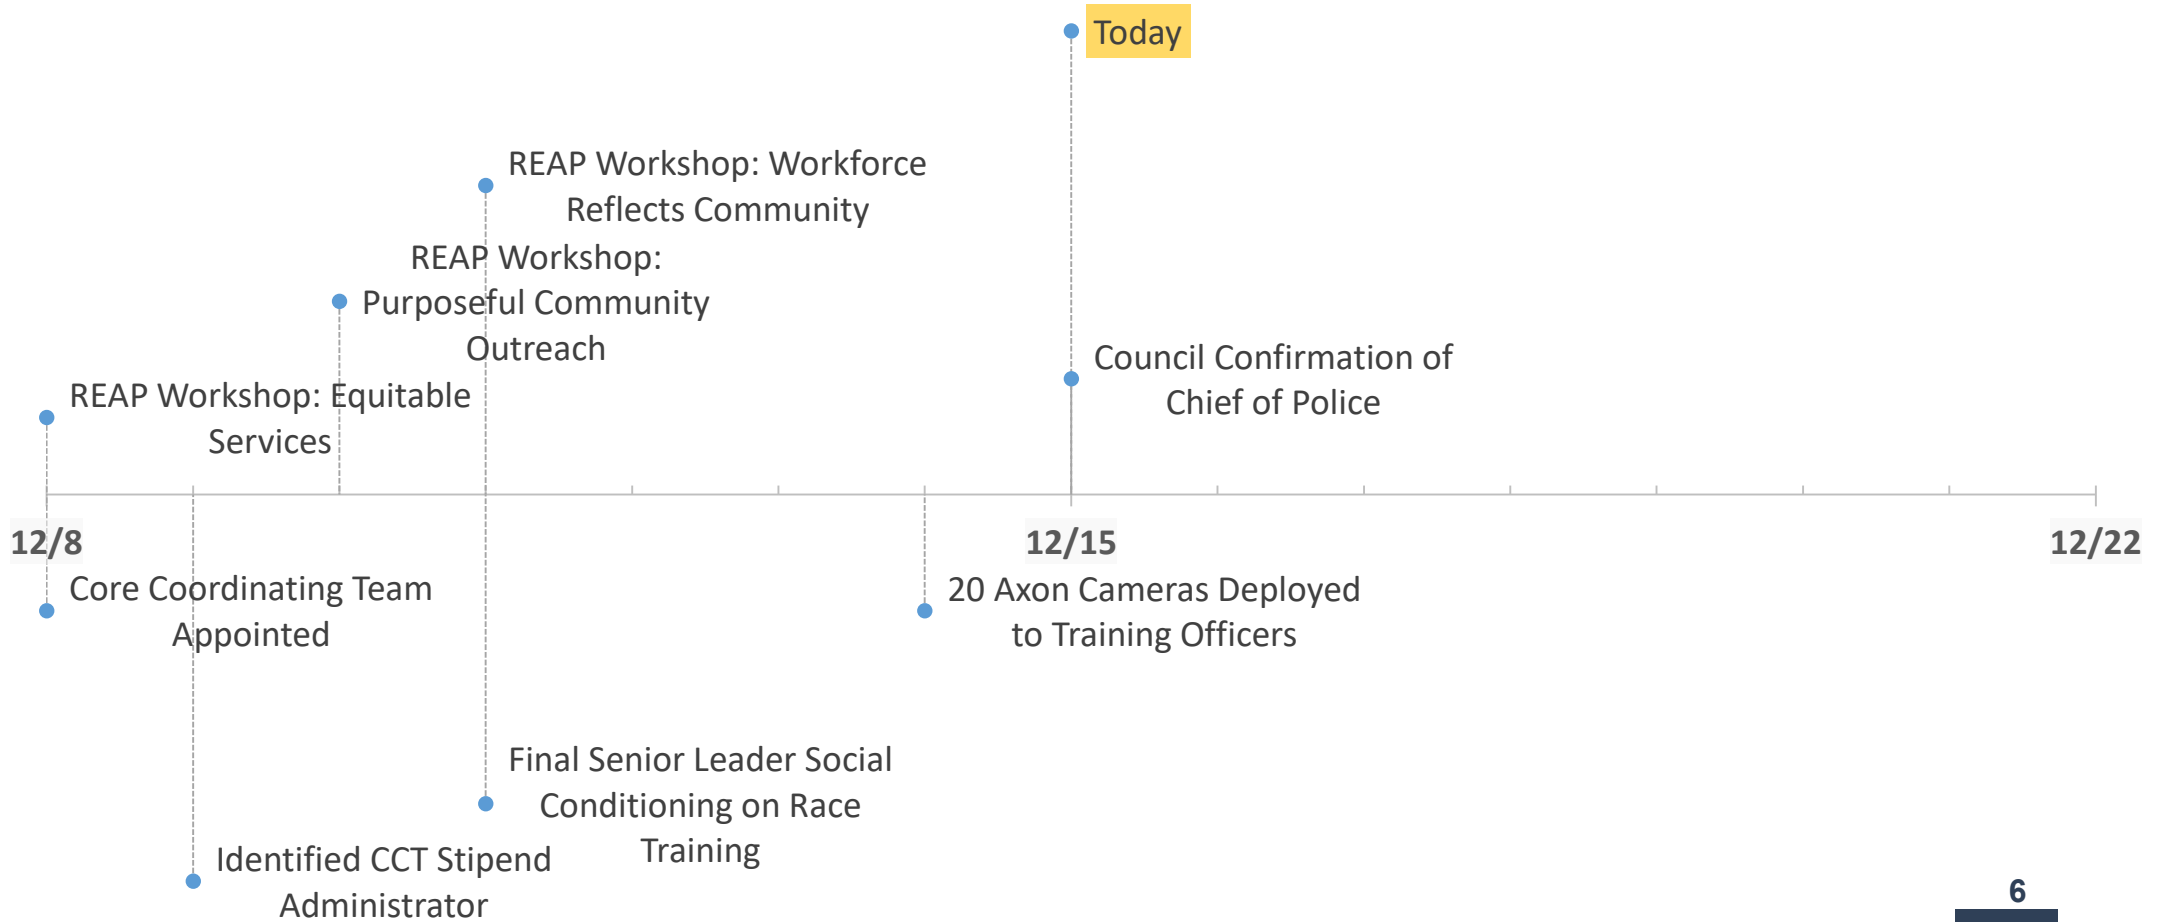 Today
REAP Workshop: Workforce
Reflects Community
REAP Workshop:
Purposeful Community
Outreach
REAP Workshop: Equitable
Services
Council Confirmation of
Chief of Police
12/8
12/15
12/22
Core Coordinating Team
Appointed
20 Axon Cameras Deployed
to Training Officers
Final Senior Leader Social
Conditioning on Race
Training
Identified CCT Stipend
Administrator
6